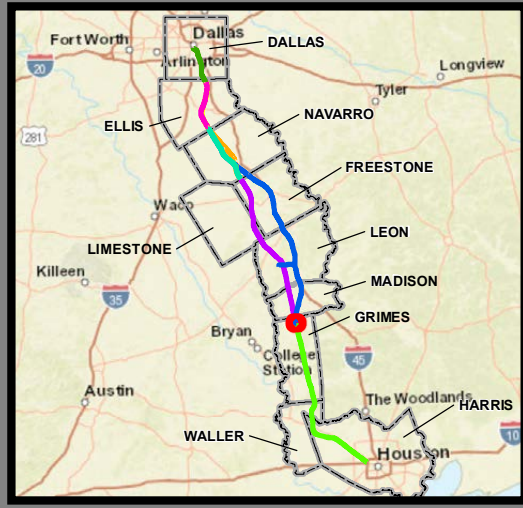 Dallas
DALLAS
Fort Worth
Arlington
20
Longview
Tyler
NAVARRO
ELLIS
281
FREESTONE
Waco
LEON
LIMESTONE
Killeen
35
MADISON
GRIMES
Bryan
College
Station
45
Austin
The Woodlands
HARRIS
WALLER
10
Houston